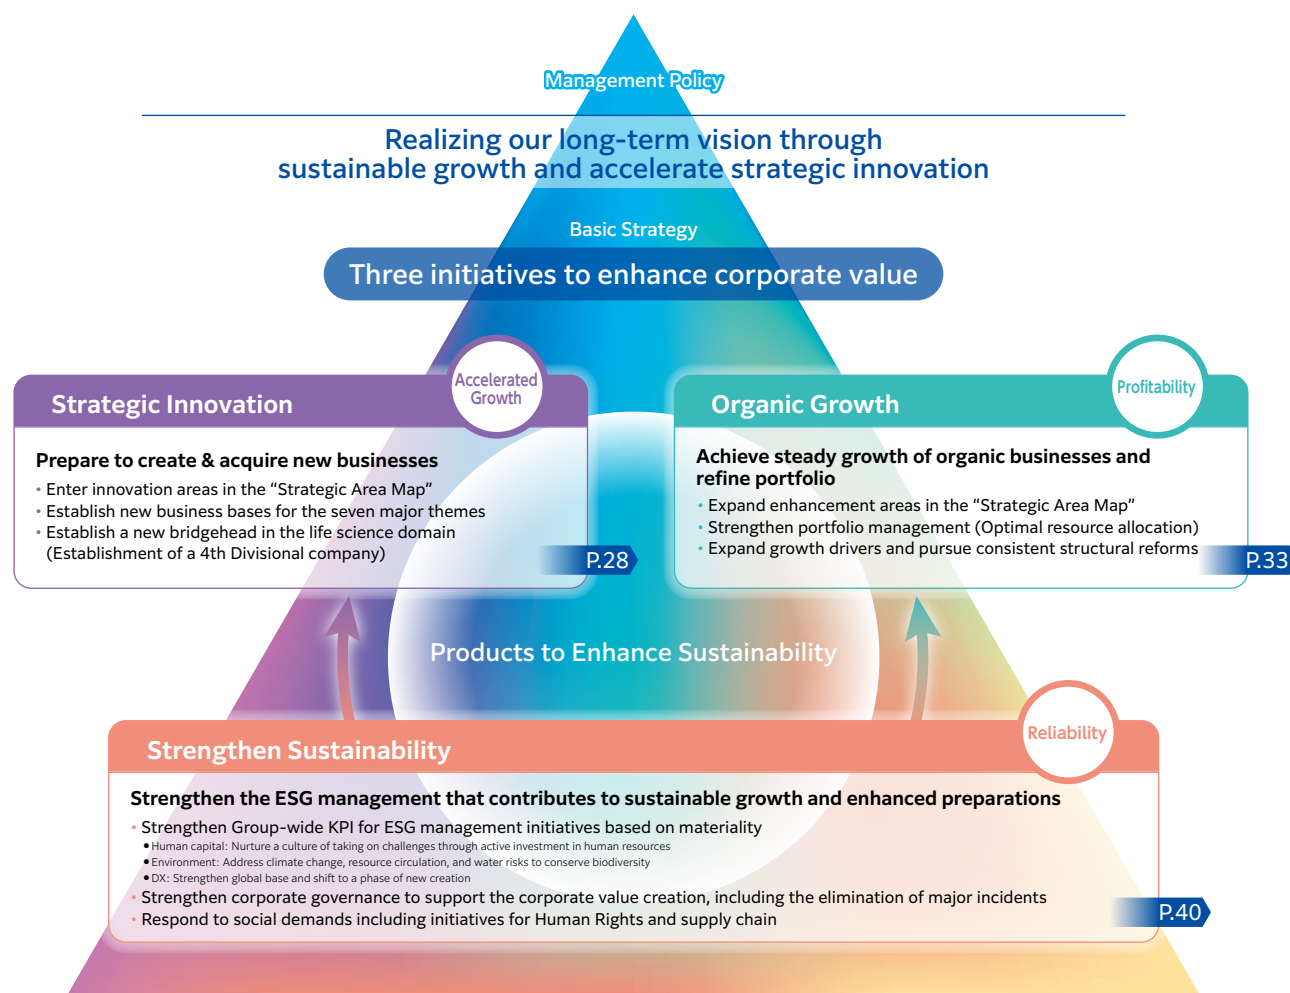 Management Policy
Realizing our long-term vision through
sustainable growth and accelerate strategic innovation
Basic Strategy
Three initiatives to enhance corporate value
Accelerated
Growth
Strategic Innovation
Prepare to create & acquire new businesses
• Enter innovation areas in the “Strategic Area Map”
• Establish new business bases for the seven major themes
• Establish a new bridgehead in the life science domain
(Establishment of a 4th Divisional company)
P.28
Profitability
Organic Growth
Achieve steady growth of organic businesses and
refine portfolio
• Expand enhancement areas in the “Strategic Area Map”
• Strengthen portfolio management (Optimal resource allocation)
• Expand growth drivers and pursue consistent structural reforms
P.33
Products to Enhance Sustainability
Reliability
Strengthen Sustainability
Strengthen the ESG management that contributes to sustainable growth and enhanced preparations
• Strengthen Group-wide KPI for ESG management initiatives based on materiality
● Human capital: Nurture a culture of taking on challenges through active investment in human resources
● Environment: Address climate change, resource circulation, and water risks to conserve biodiversity
● DX: Strengthen global base and shift to a phase of new creation
• Strengthen corporate governance to support the corporate value creation, including the elimination of major incidents
• Respond to social demands including initiatives for Human Rights and supply chain
P.40